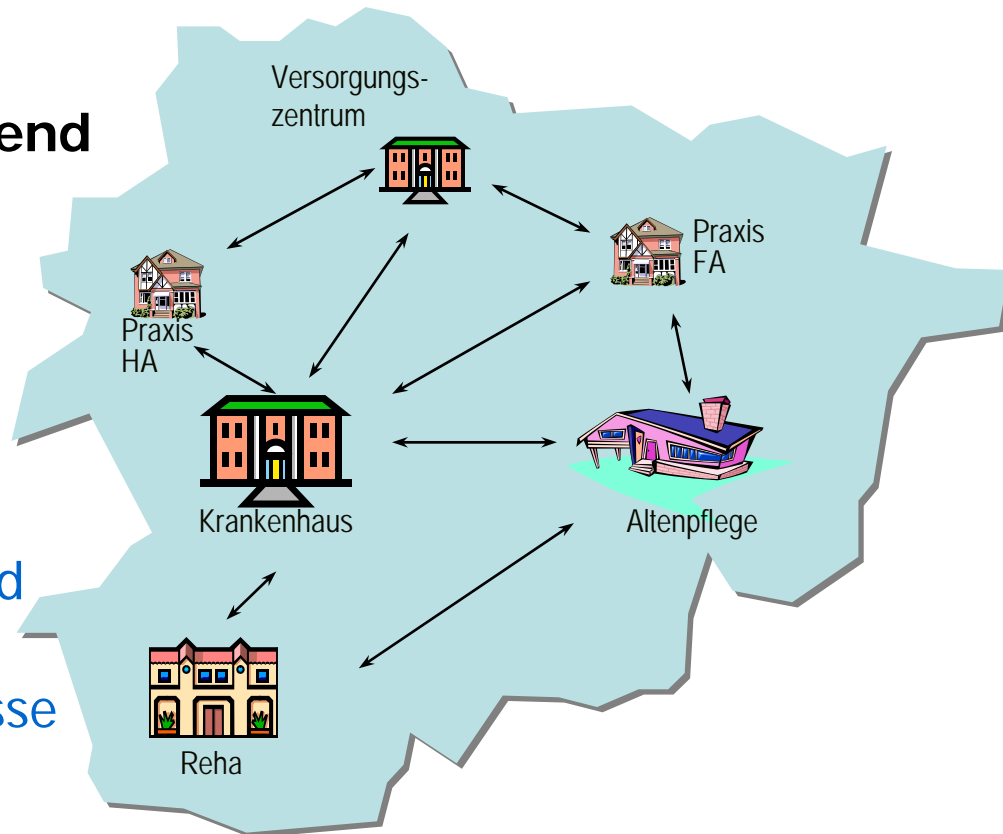 Versorgungs-
zentrum
end
Praxis
FA
Praxis
HA
Krankenhaus
Altenpflege
d
sse
Reha